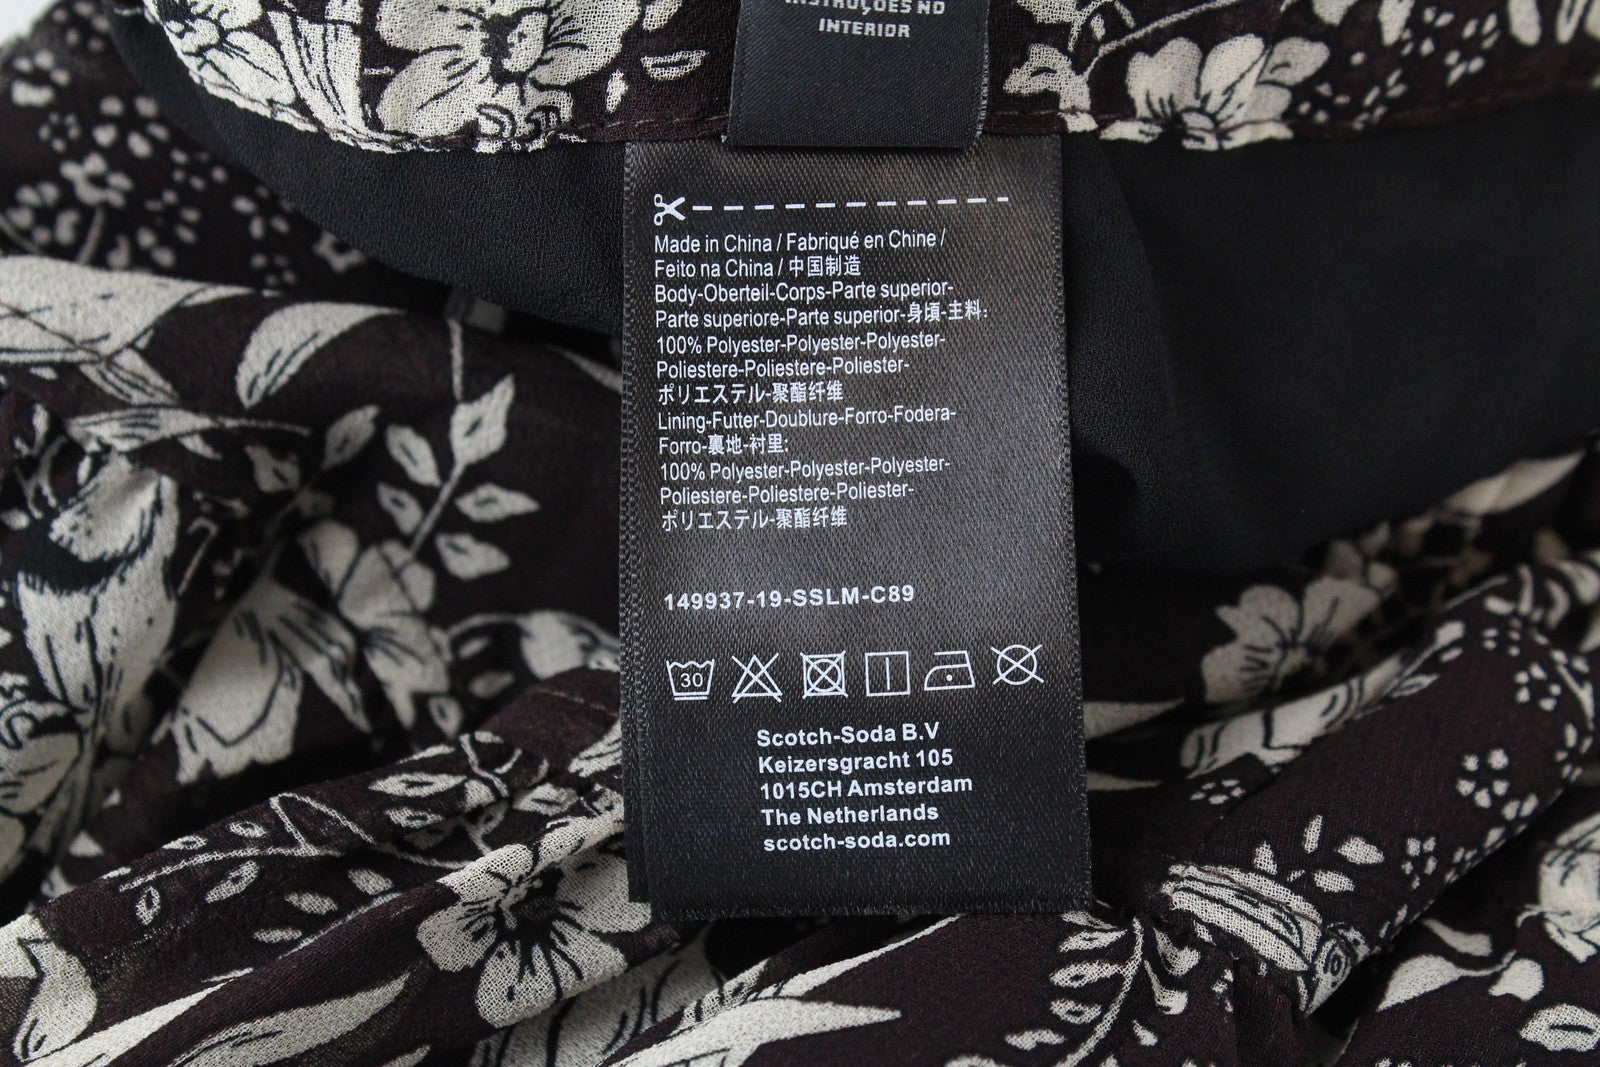 INSTRUÇÕES NO
INTERIOR
Made in China / Fabriqué en Chine /
Feito na China / 中国制造
Body-Oberteil-Corps-Parte superior-
Parte superiore-Parte superior-身頃-主料:
100% Polyester-Polyester-Polyester-
Poliestere-Poliestere-Poliester-
ポリエステル-聚酯纤维
Lining-Futter-Doublure-Forro-Fodera-
Forro-裏地-衬里:
100% Polyester-Polyester-Polyester-
Poliestere-Poliestere-Poliester-
ポリエステル-聚酯纤维
149937-19-SSLM-C89
30
Scotch-Soda B.V
Keizersgracht 105
1015CH Amsterdam
The Netherlands
scotch-soda.com